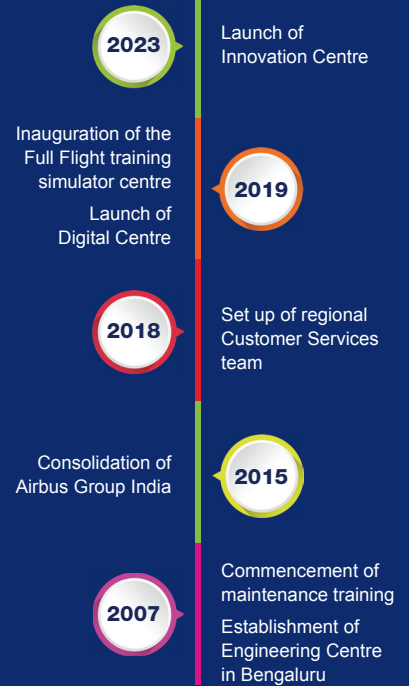 2023
Launch of
Innovation Centre
Inauguration of the
Full Flight training
simulator centre
Launch of
Digital Centre
2019
2018
Set up of regional
Customer Services
team
Consolidation of
Airbus Group India
2015
2007
Commencement of
maintenance training
Establishment of
Engineering Centre
in Bengaluru